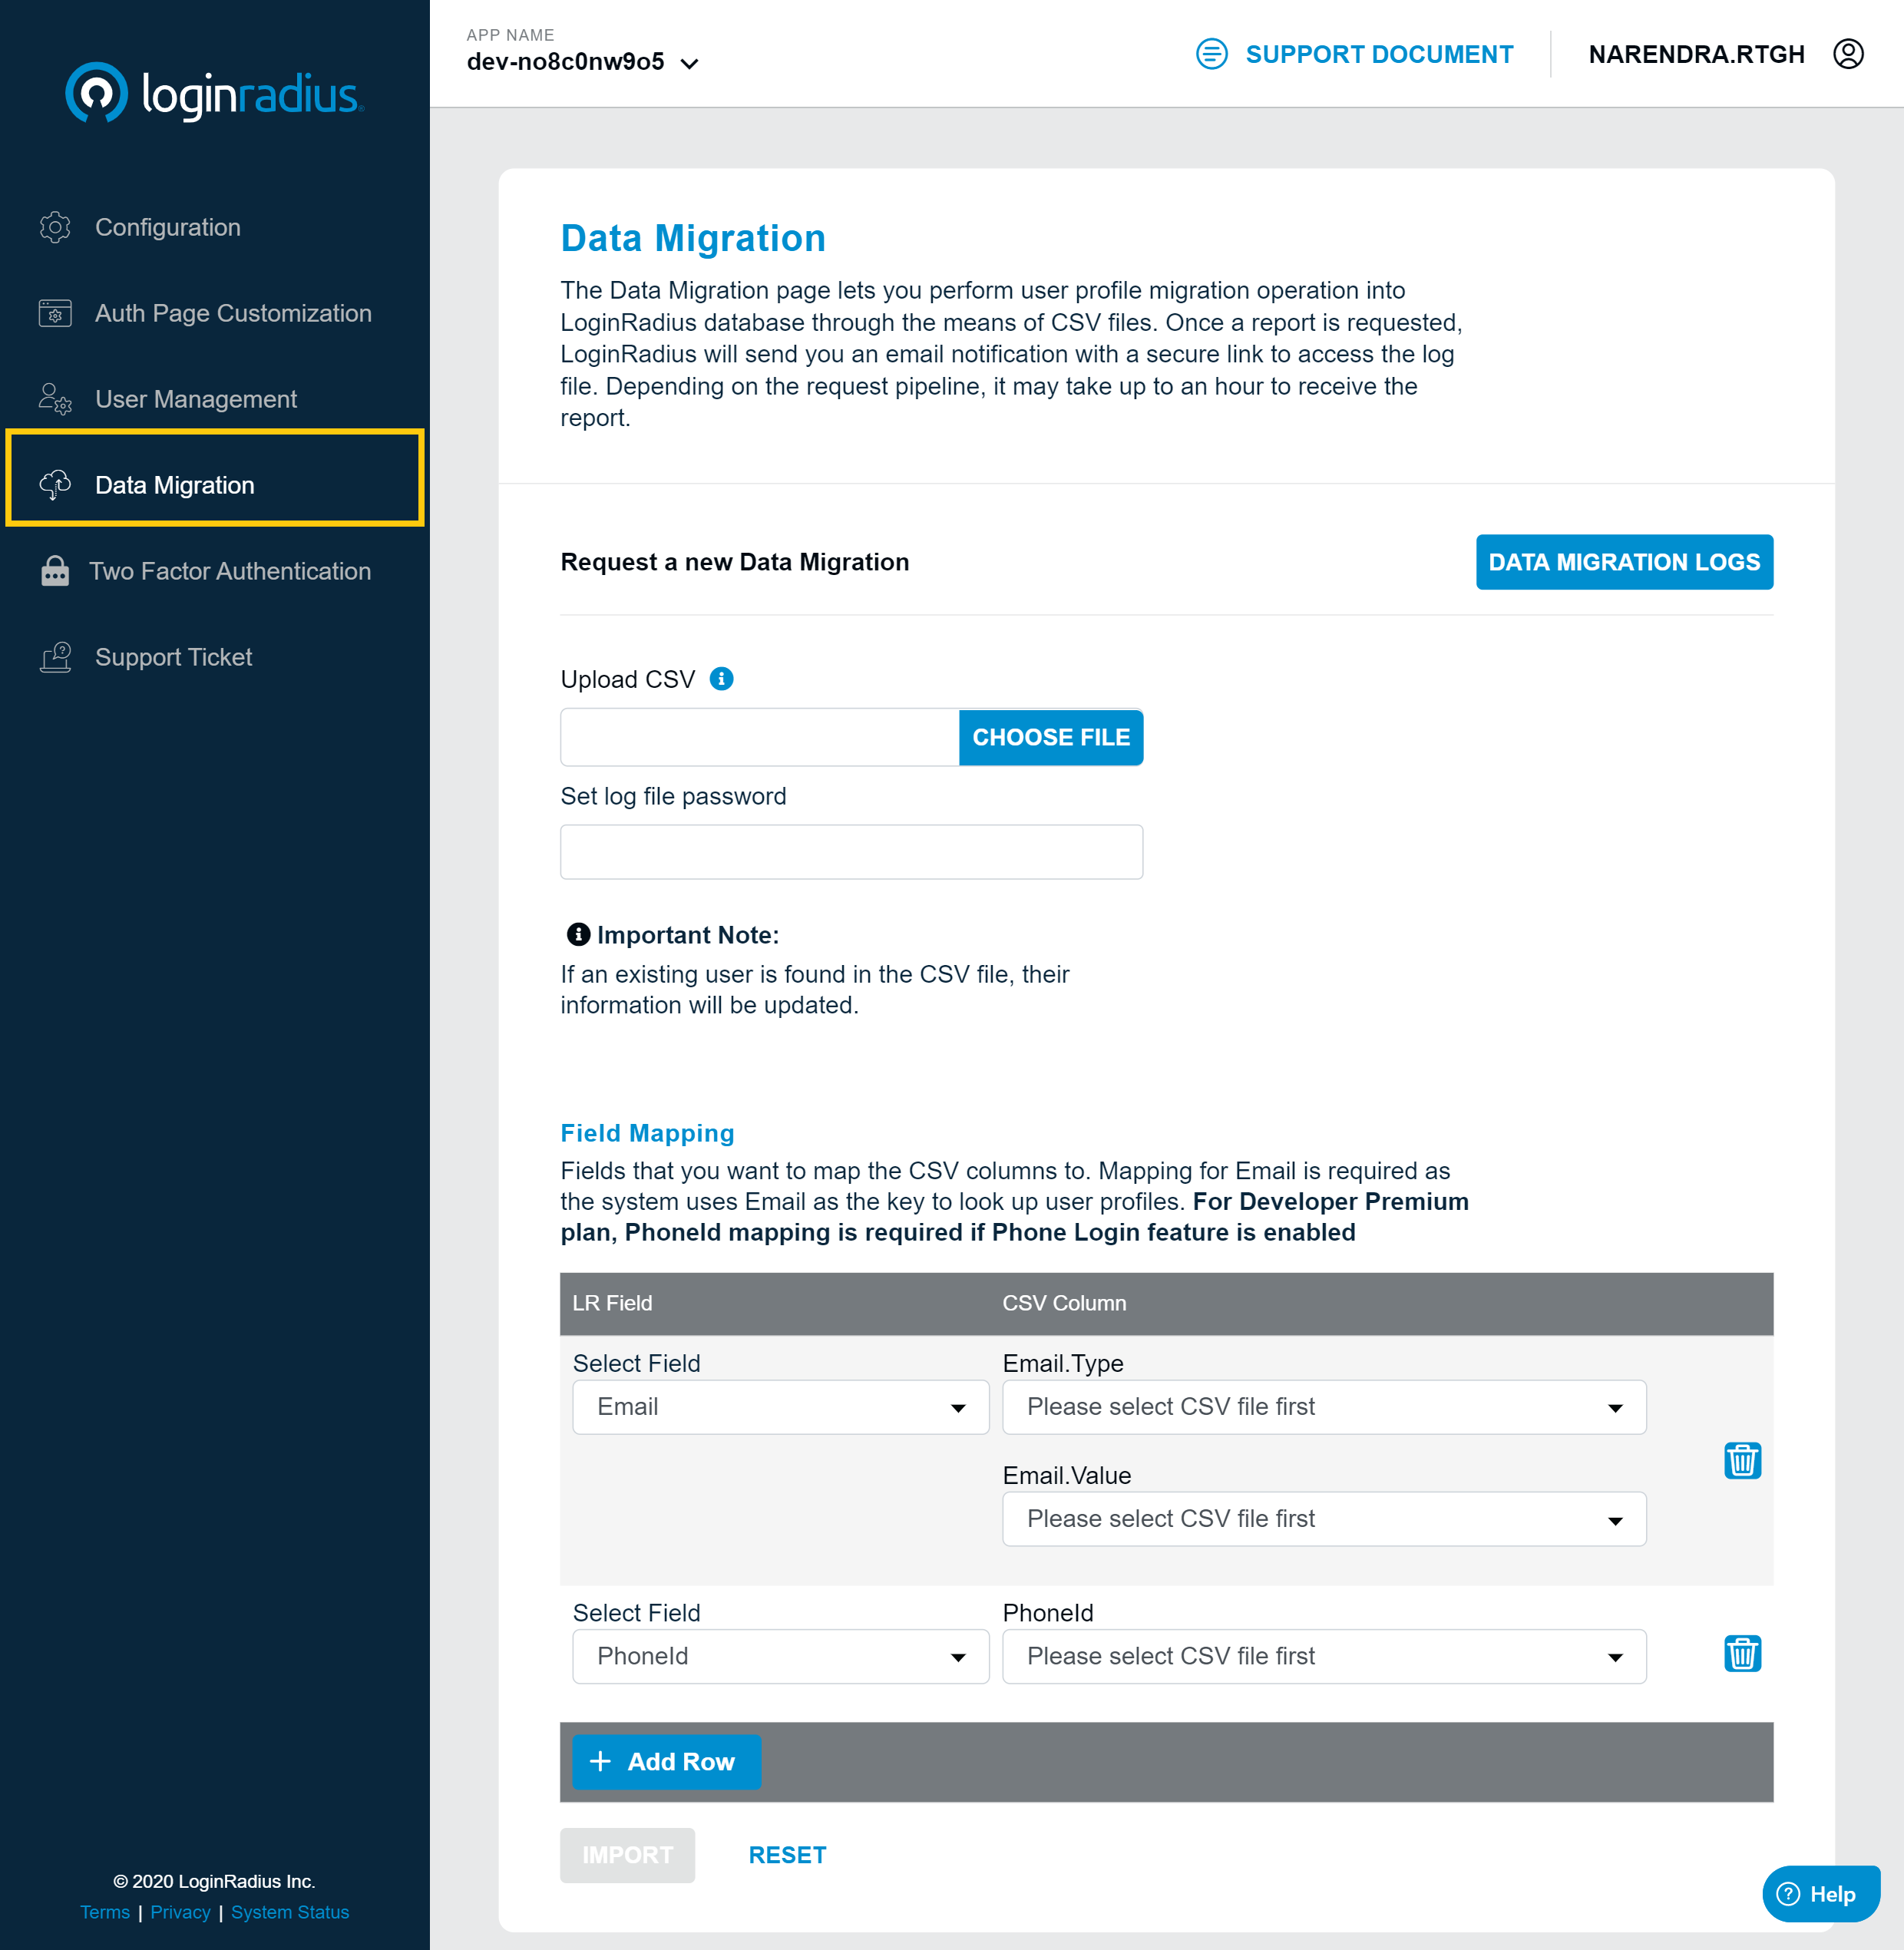 loginradius
Configuration
Auth Page Customization
User Management
Data Migration
Two Factor Authentication
Support Ticket
© 2020 LoginRadius Inc.
Terms | Privacy | System Status
APP NAME
dev-no8c0nw9o5
SUPPORT DOCUMENT
NARENDRA.RTGH
Data Migration
The Data Migration page lets you perform user profile migration operation into
LoginRadius database through the means of CSV files. Once a report is requested,
LoginRadius will send you an email notification with a secure link to access the log
file. Depending on the request pipeline, it may take up to an hour to receive the
report.
Request a new Data Migration
DATA MIGRATION LOGS
Upload CSV
CHOOSE FILE
Set log file password
Important Note:
If an existing user is found in the CSV file, their
information will be updated.
Field Mapping
Fields that you want to map the CSV columns to. Mapping for Email is required as
the system uses Email as the key to look up user profiles. For Developer Premium
plan, PhoneId mapping is required if Phone Login feature is enabled
LR Field CSV Column
Select Field Email.Type
Email Please select CSV file first
Email.Value
Please select CSV file first
Select Field PhoneId
PhoneId Please select CSV file first
+ Add Row
IMPORT RESET
Help